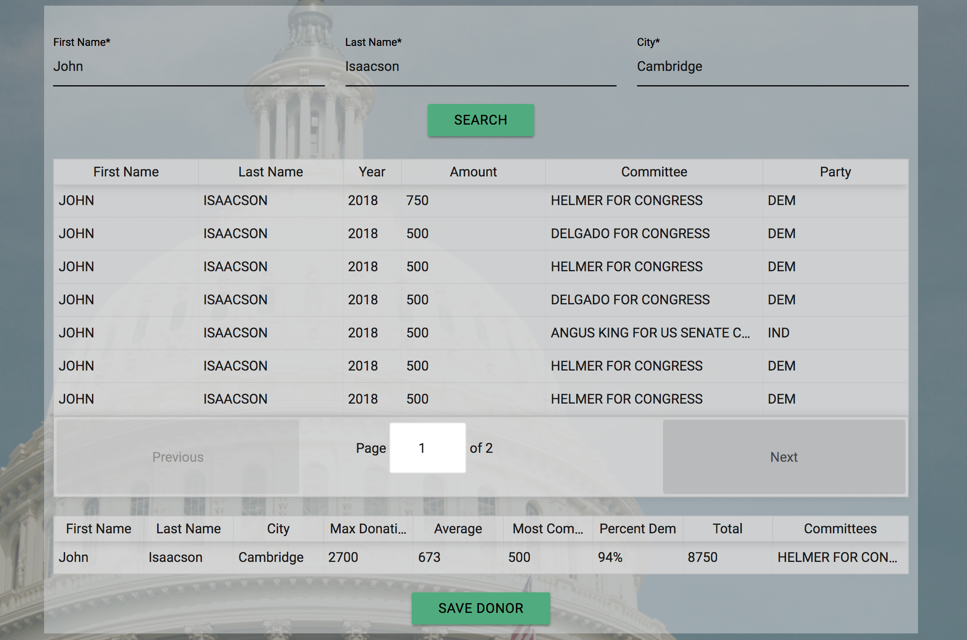 First Name* Last Name* City*
John Isaacson Cambridge
SEARCH
First Name Last Name Year Amount Committee Party
JOHN ISAACSON 2018 750 HELMER FOR CONGRESS DEM
JOHN ISAACSON 2018 500 DELGADO FOR CONGRESS DEM
JOHN ISAACSON 2018 500 HELMER FOR CONGRESS DEM
JOHN ISAACSON 2018 500 DELGADO FOR CONGRESS DEM
JOHN ISAACSON 2018 500 ANGUS KING FOR US SENATE C... IND
JOHN ISAACSON 2018 500 HELMER FOR CONGRESS DEM
JOHN ISAACSON 2018 500 HELMER FOR CONGRESS DEM
Previous Page 1 of 2 Next
First Name Last Name City Max Donati... Average Most Com... Percent Dem Total Committees
John Isaacson Cambridge 2700 673 500 94% 8750 HELMER FOR CON...
SAVE DONOR